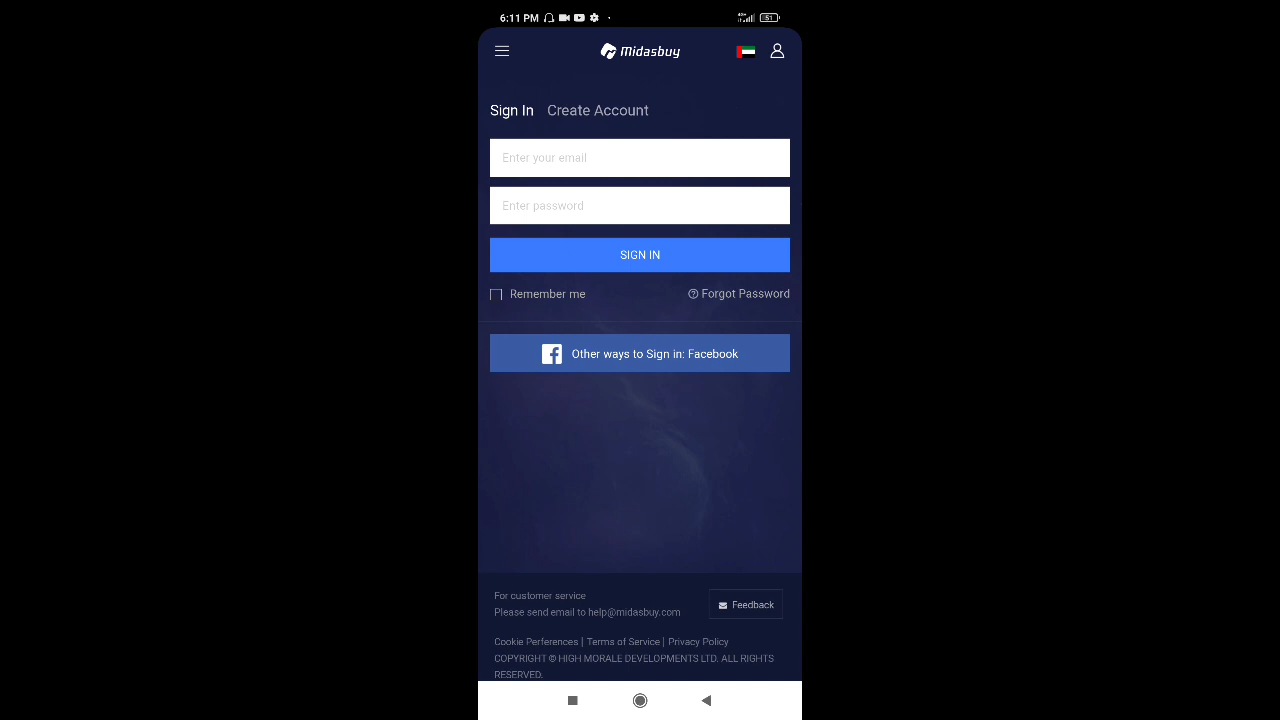 6:11 PM
4G+
51
Midasbuy
Sign In Create Account
Enter your email
Enter password
SIGN IN
Remember me
Forgot Password
Other ways to Sign in: Facebook
For customer service
Please send email to help@midasbuy.com
Feedback
Cookie Perferences | Terms of Service | Privacy Policy
COPYRIGHT © HIGH MORALE DEVELOPMENTS LTD. ALL RIGHTS
RESERVED.